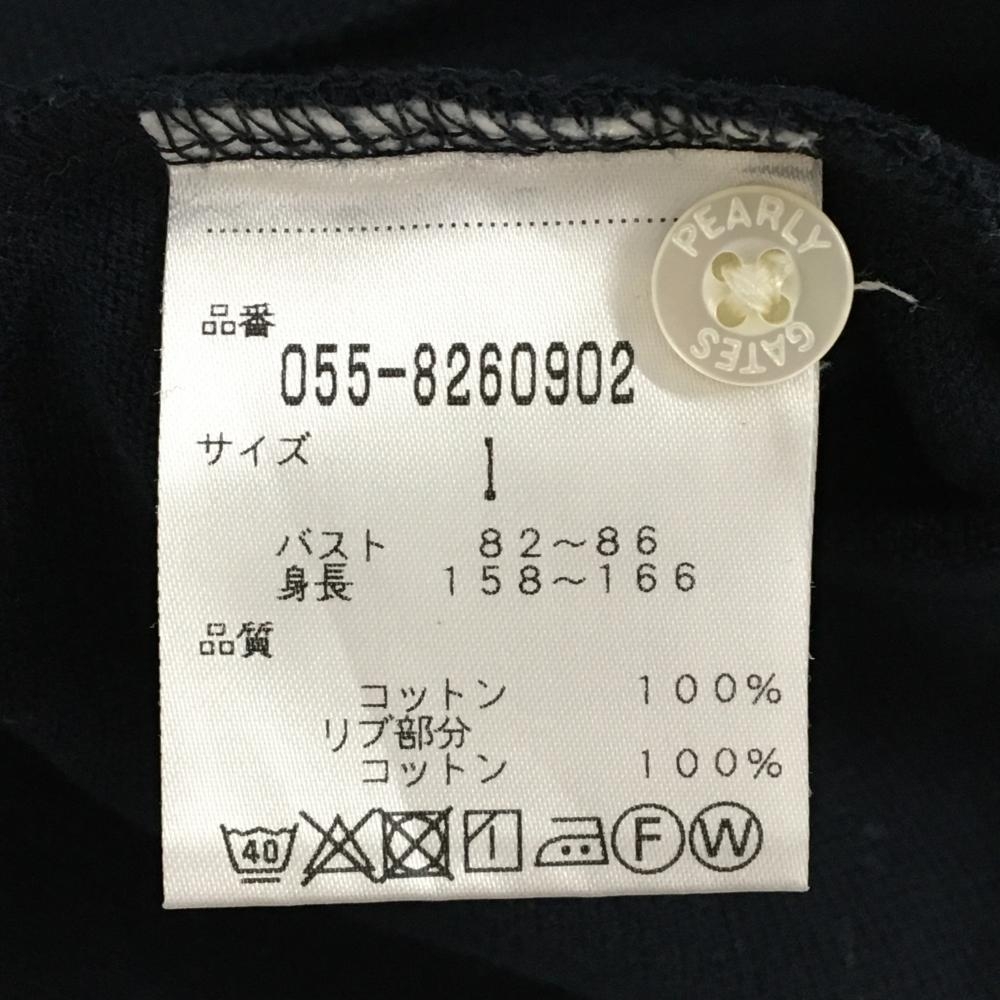 PEARLY
GATES
品番
055-8260902
サイズ 1
バスト 82～86
身長 158～166
品質
コットン 100%
リブ部分
コットン 100%
40 F W